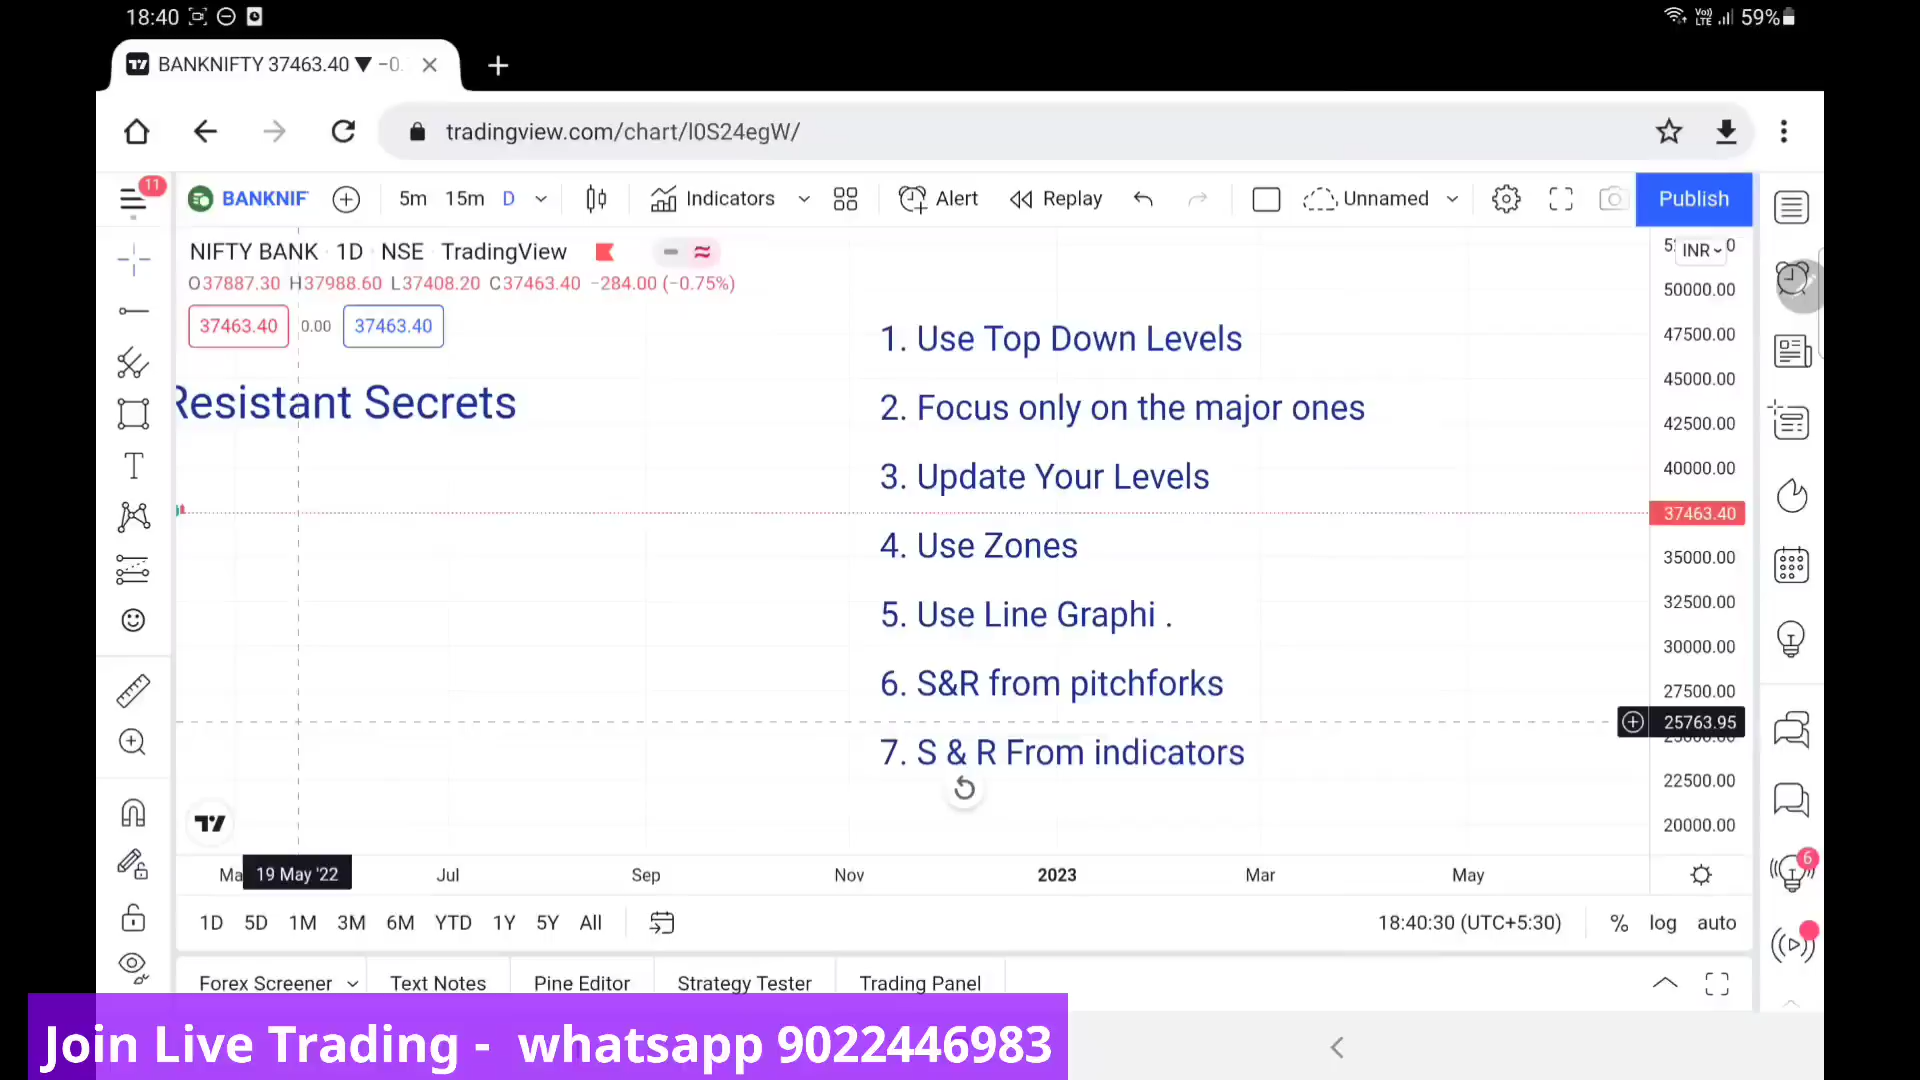 18:40
Vo)) LTE 59%
BANKNIFTY 37463.40 ▼ −0.
tradingview.com/chart/l0S24egW/
11
BANKNIF 5m 15m D Indicators Alert Replay Unnamed Publish
NIFTY BANK · 1D · NSE TradingView
INR
O37887.30 H37988.60 L37408.20 C37463.40 −284.00 (−0.75%)
37463.40 0.00 37463.40
Resistant Secrets
1. Use Top Down Levels
2. Focus only on the major ones
3. Update Your Levels
4. Use Zones
5. Use Line Graphi .
6. S&R from pitchforks
7. S & R From indicators
50000.00
47500.00
45000.00
42500.00
40000.00
37463.40
35000.00
32500.00
30000.00
27500.00
25763.95
22500.00
20000.00
6
Ma 19 May '22 Jul Sep Nov 2023 Mar May
1D 5D 1M 3M 6M YTD 1Y 5Y All 18:40:30 (UTC+5:30) % log auto
Forex Screener Text Notes Pine Editor Strategy Tester Trading Panel
Join Live Trading - whatsapp 9022446983